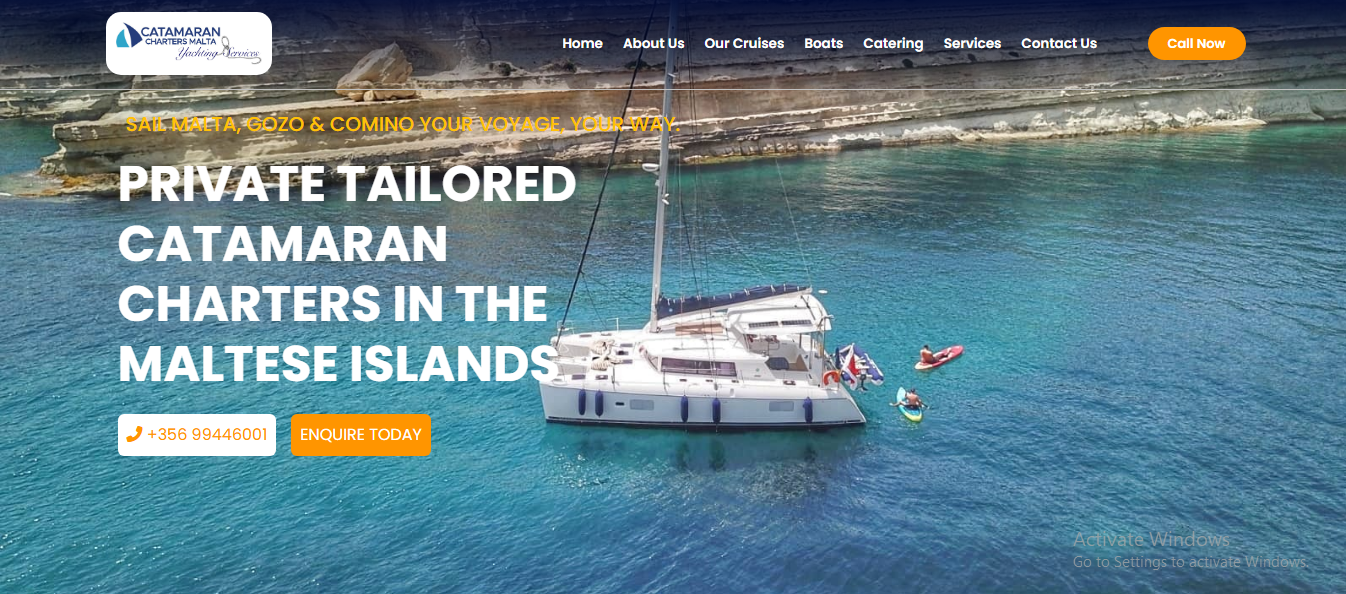 CATAMARAN
CHARTERS MALTA
Yachting Services
Home About Us Our Cruises Boats Catering Services Contact Us Call Now
SAIL MALTA, GOZO & COMINO YOUR VOYAGE. YOUR WAY.
PRIVATE TAILORED
CATAMARAN
CHARTERS IN THE
MALTESE ISLANDS
+356 99446001 ENQUIRE TODAY
Activate Windows
Go to Settings to activate Windows.